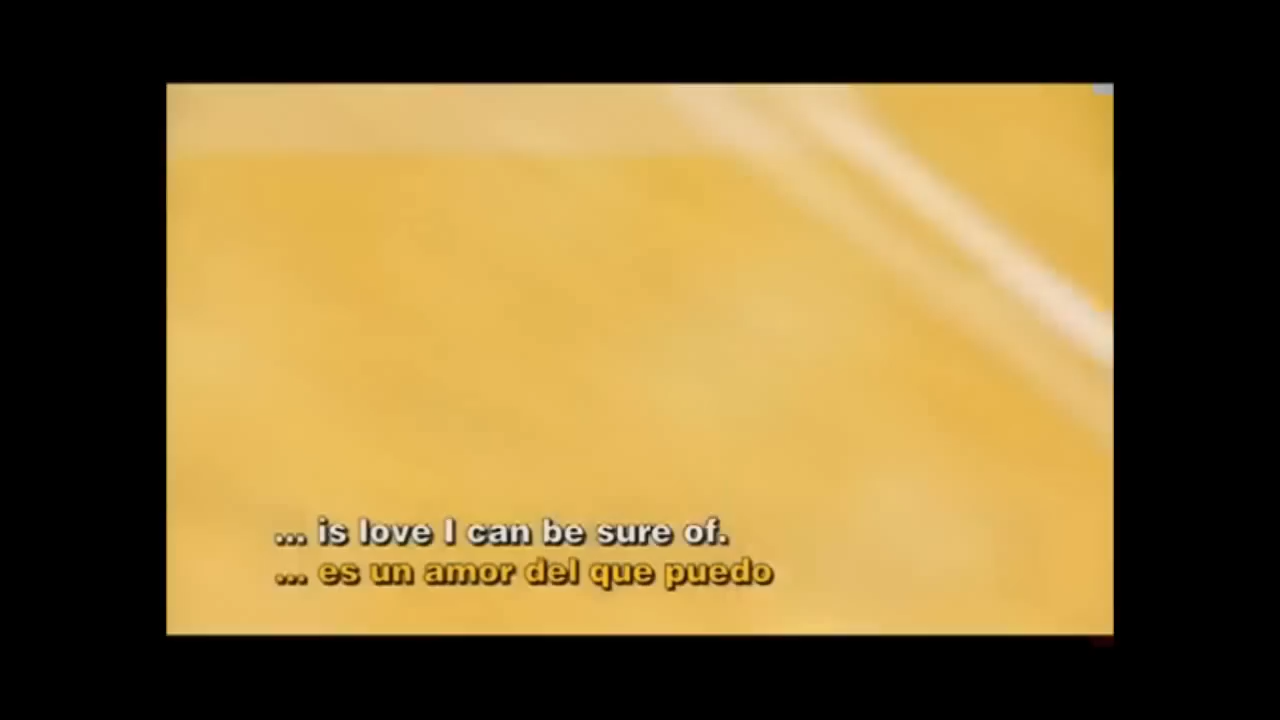 ... is love I can be sure of.
... es un amor del que puedo